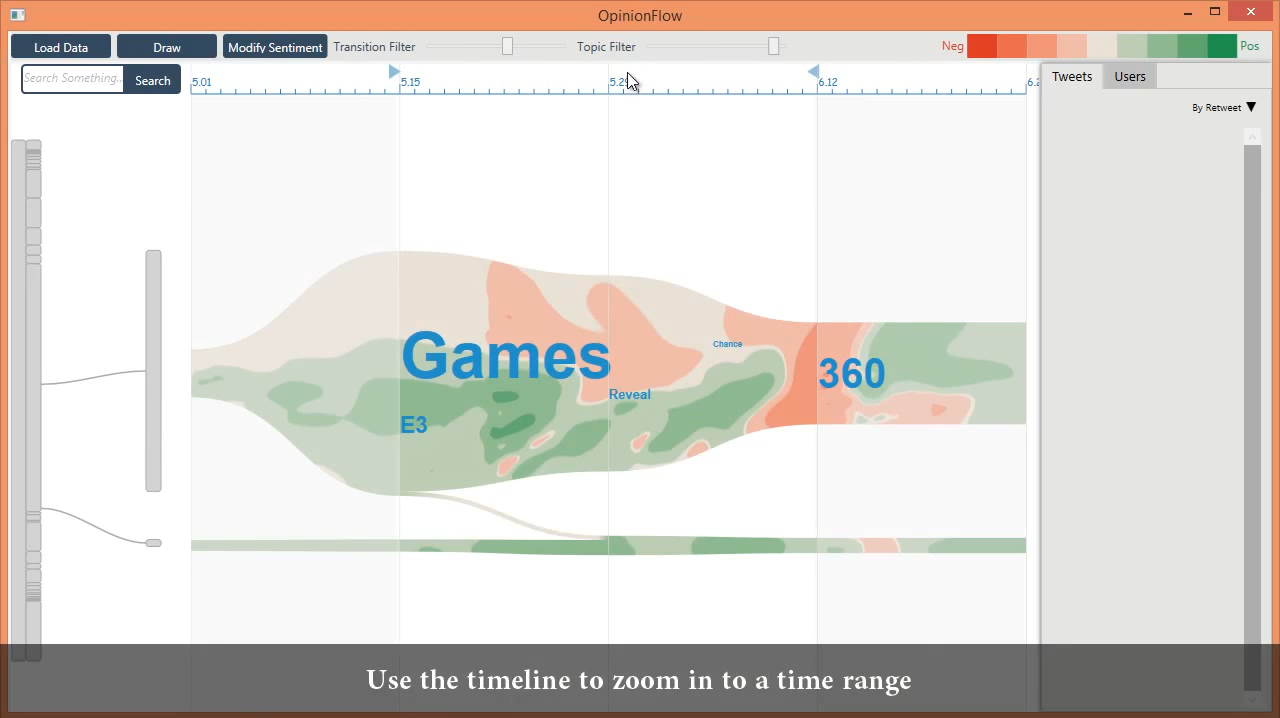 OpinionFlow
Load Data Draw Modify Sentiment Transition Filter Topic Filter Neg Pos
Search Something... Search 5.01 5.15 5.29 6.12 Tweets Users
By Retweet
Games
Chance
360
Reveal
E3
Use the timeline to zoom in to a time range